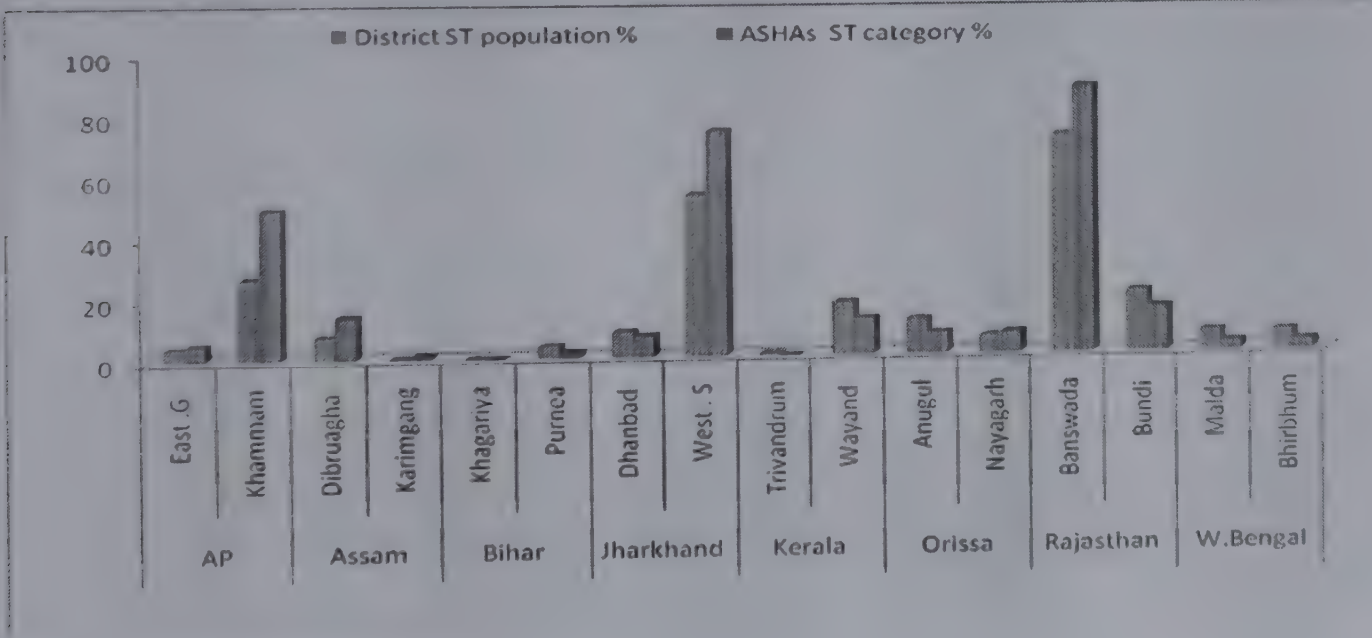 District ST population % ASHAs ST category %
100
80
60
40
20
0
East .G Khammam Dibruagha Karimgang Khagariya Purnea Dhanbad West . S Trivandrum Wayand Anugul Nayagarh Banswada Bundi Malda Bhirbhum
AP Assam Bihar Jharkhand Kerala Orissa Rajasthan W.Bengal